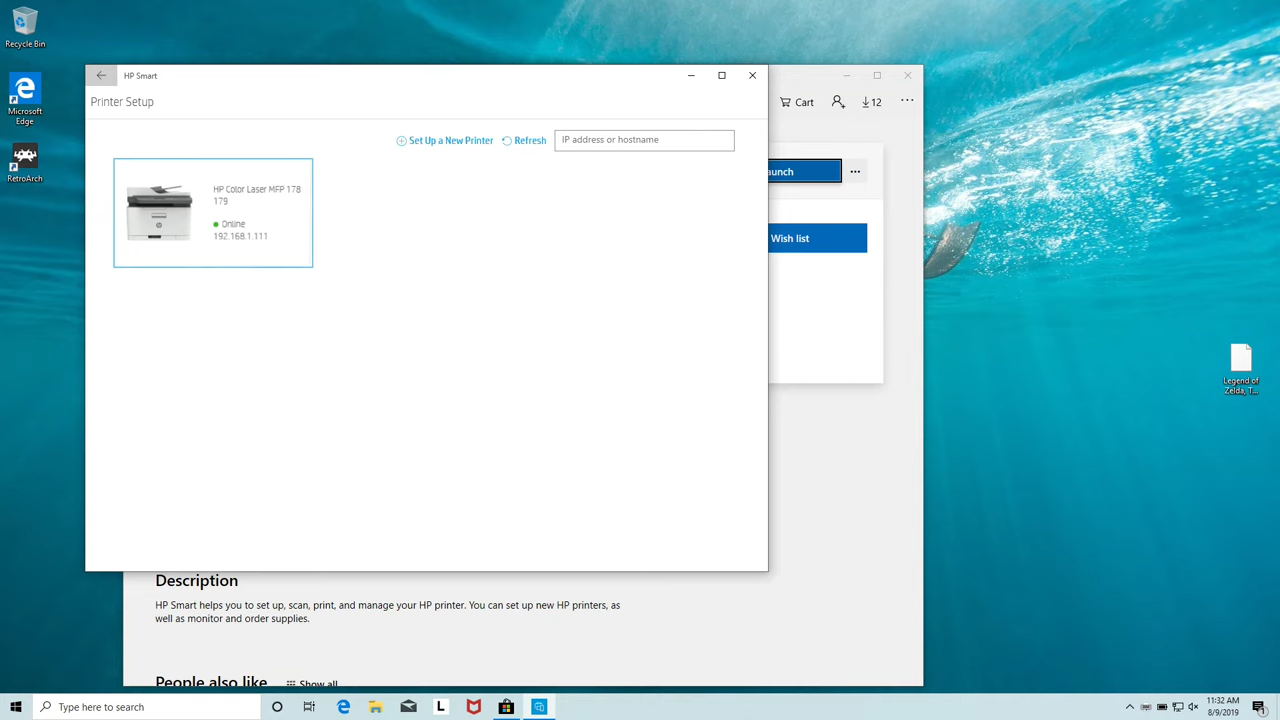 Recycle Bin
Microsoft
Edge
RetroArch
HP Smart
Printer Setup
Set Up a New Printer
Refresh
IP address or hostname
HP Color Laser MFP 178
179
Online
192.168.1.111
Cart
12
...
aunch
...
Wish list
Description
HP Smart helps you to set up, scan, print, and manage your HP printer. You can set up new HP printers, as
well as monitor and order supplies.
People also like
Show all
Legend of
Zelda, T...
Type here to search
L
11:32 AM
8/9/2019
1